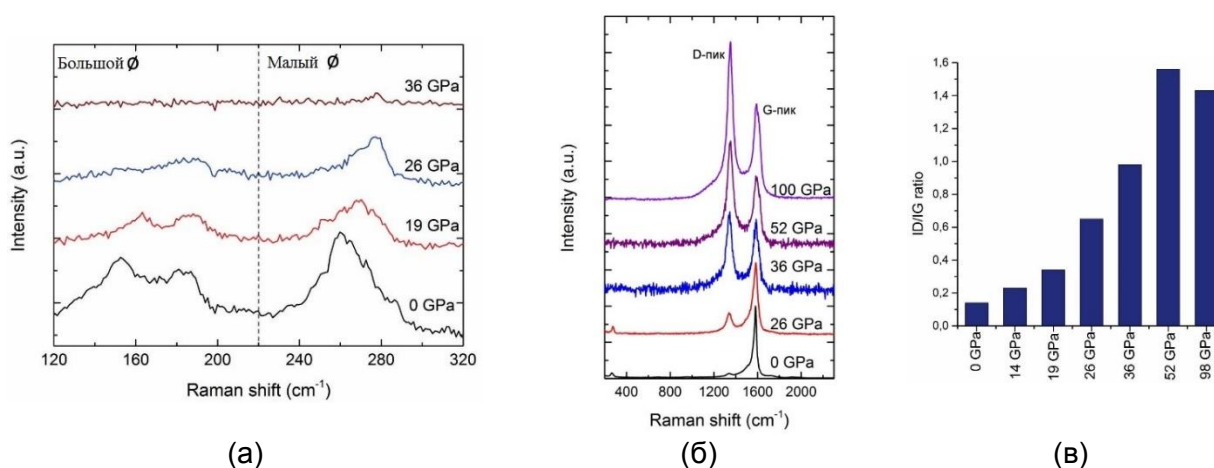 Большой Ø
Малый Ø
36 GPa
26 GPa
19 GPa
0 GPa
Intensity (a.u.)
120 160 200 240 280 320
Raman shift (cm-1)
(а)
D-пик
G-пик
100 GPa
52 GPa
36 GPa
26 GPa
0 GPa
Intensity (a.u.)
400 800 1200 1600 2000
Raman shift (cm-1)
(б)
1,6
1,4
1,2
1,0
0,8
0,6
0,4
0,2
0,0
ID/IG ratio
0 GPa
14 GPa
19 GPa
26 GPa
36 GPa
52 GPa
98 GPa
(в)